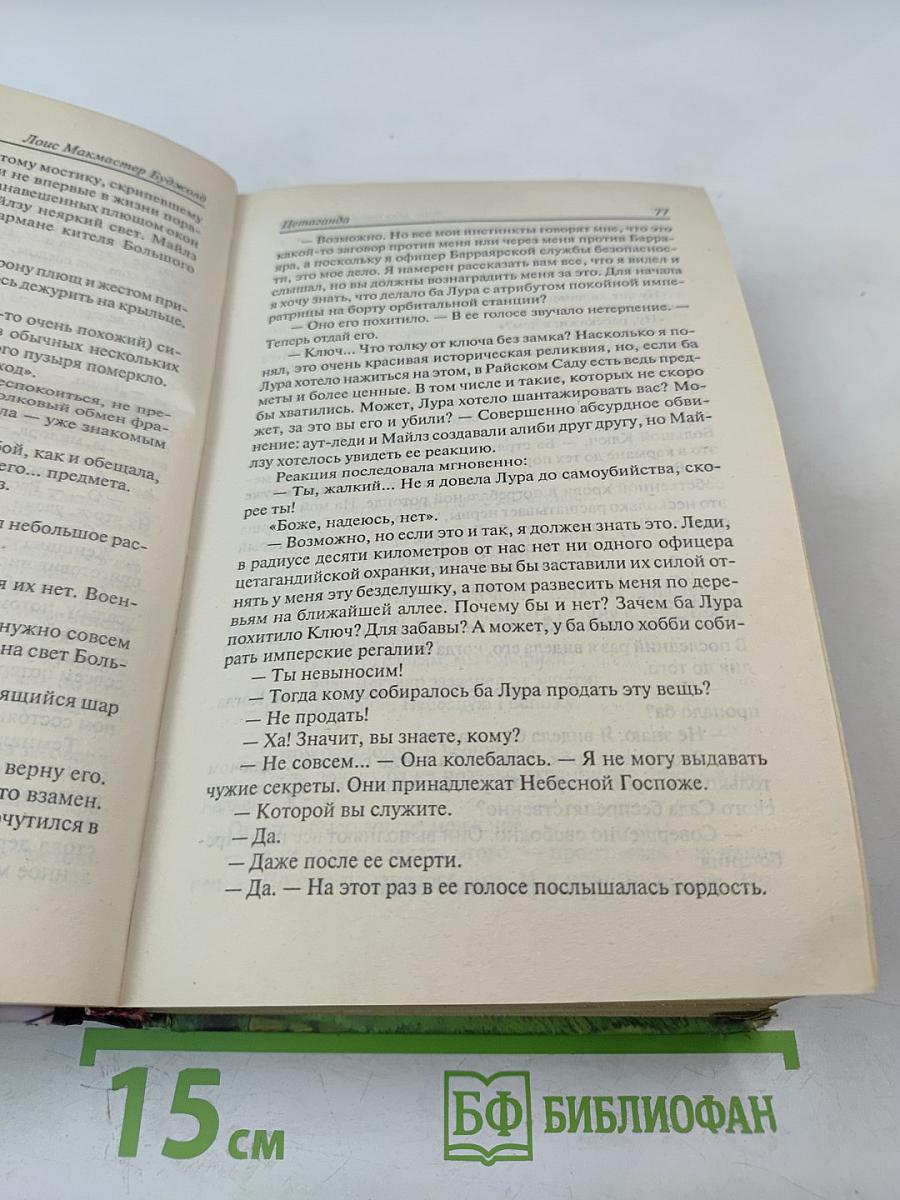 Лоис Макмастер Буджолд
тому мостику, скрипевшему
и не впервые в жизни пора-
анавешенных плющом окон
йлзу неяркий свет. Майлз
армане кителя Большого
рону плющ и жестом при-
ось дежурить на крыльце.
-то очень похожий) си-
в обычных нескольких
ого пузыря померкло.
ход».
еспокоиться, не пре-
олковый обмен фра-
ла — уже знакомым
бой, как и обещала,
его... предмета.
з.
л небольшое рас-
я их нет. Воен-
нужно совсем
на свет Боль-
ящийся шар
верну его.
то взамен.
очутился в
Цетаганда 77
— Возможно. Но все мои инстинкты говорят мне, что это
какой-то заговор против меня или через меня против Барра-
яра, а поскольку я офицер Барраярской службы безопаснос-
ти, это мое дело. Я намерен рассказать вам все, что я видел и
слышал, но вы должны вознаградить меня за это. Для начала
я хочу знать, что делало ба Лура с атрибутом покойной импе-
ратрицы на борту орбитальной станции?
— Оно его похитило. — В ее голосе звучало нетерпение. —
Теперь отдай его.
— Ключ... Что толку от ключа без замка? Насколько я по-
нял, это очень красивая историческая реликвия, но, если ба
Лура хотело нажиться на этом, в Райском Саду есть ведь пред-
меты и более ценные. В том числе и такие, которых не скоро
бы хватились. Может, Лура хотело шантажировать вас? Мо-
жет, за это вы его и убили? — Совершенно абсурдное обви-
нение: аут-леди и Майлз создавали алиби друг другу, но Май-
лзу хотелось увидеть ее реакцию.
Реакция последовала мгновенно:
— Ты, жалкий... Не я довела Лура до самоубийства, ско-
рее ты!
«Боже, надеюсь, нет».
— Возможно, но если это и так, я должен знать это. Леди,
в радиусе десяти километров от нас нет ни одного офицера
цетагандийской охранки, иначе вы бы заставили их силой от-
нять у меня эту безделушку, а потом развесить меня по дере-
вьям на ближайшей аллее. Почему бы и нет? Зачем ба Лура
похитило Ключ? Для забавы? А может, у ба было хобби соби-
рать имперские регалии?
— Ты невыносим!
— Тогда кому собиралось ба Лура продать эту вещь?
— Не продать!
— Ха! Значит, вы знаете, кому?
— Не совсем... — Она колебалась. — Я не могу выдавать
чужие секреты. Они принадлежат Небесной Госпоже.
— Которой вы служите.
— Да.
— Даже после ее смерти.
— Да. — На этот раз в ее голосе послышалась гордость.
15 см
БФ БИБЛИОФАН